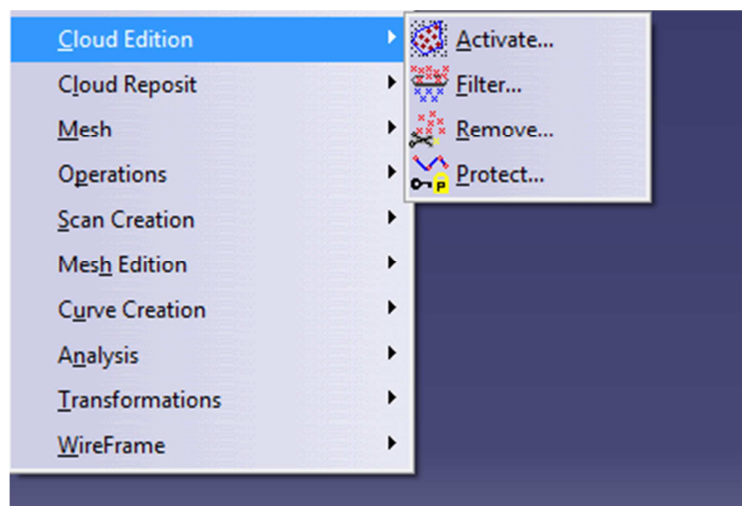 Cloud Edition
Cloud Reposit
Mesh
Operations
Scan Creation
Mesh Edition
Curve Creation
Analysis
Transformations
WireFrame
Activate...
Filter...
Remove...
Protect...
P